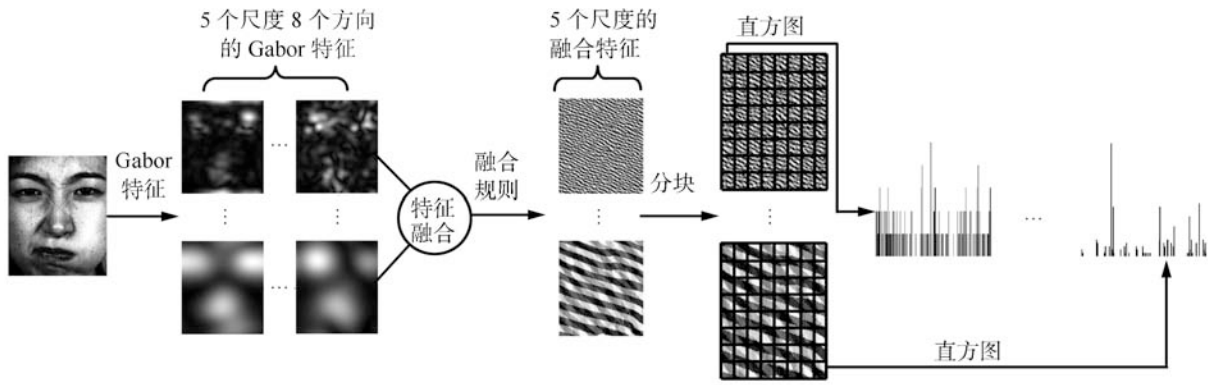 5 个尺度 8 个方向
的 Gabor 特征
5 个尺度的
融合特征
直方图
Gabor
特征
...
...
特征
融合
融合
规则
分块
...
直方图